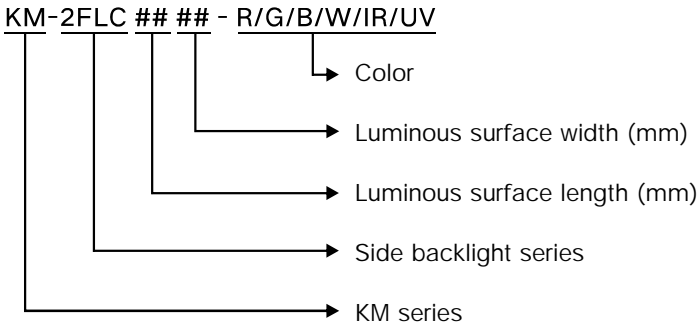 KM-2FLC ## ## - R/G/B/W/IR/UV
Color
Luminous surface width (mm)
Luminous surface length (mm)
Side backlight series
KM series